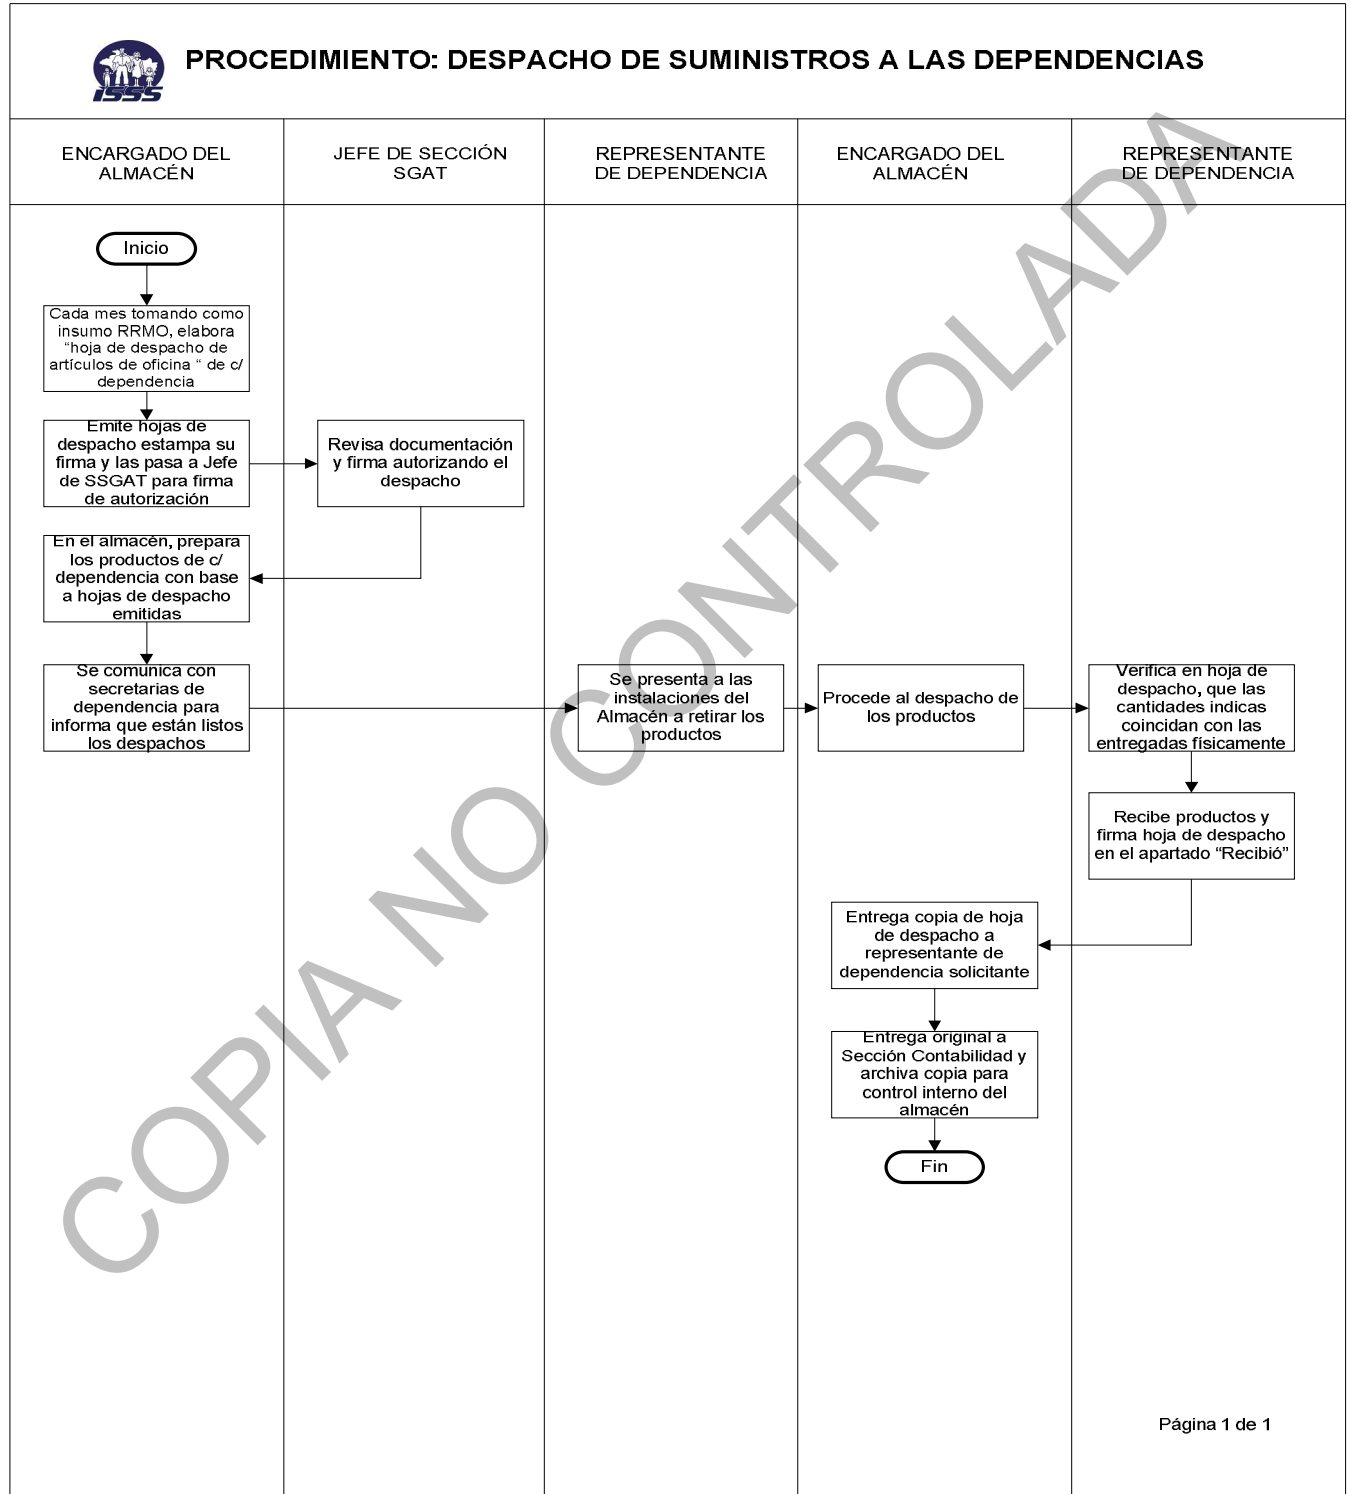 PROCEDIMIENTO: DESPACHO DE SUMINISTROS A LAS DEPENDENCIAS
ISSS
ENCARGADO DEL
ALMACÉN
JEFE DE SECCIÓN
SGAT
REPRESENTANTE
DE DEPENDENCIA
ENCARGADO DEL
ALMACÉN
REPRESENTANTE
DE DEPENDENCIA
Inicio
Cada mes tomando como
insumo RRMO, elabora
“hoja de despacho de
artículos de oficina “ de c/
dependencia
Emite hojas de
despacho estampa su
firma y las pasa a Jefe
de SSGAT para firma
de autorización
Revisa documentación
y firma autorizando el
despacho
En el almacén, prepara
los productos de c/
dependencia con base
a hojas de despacho
emitidas
Se comunica con
secretarias de
dependencia para
informa que están listos
los despachos
Se presenta a las
instalaciones del
Almacén a retirar los
productos
Procede al despacho de
los productos
Verifica en hoja de
despacho, que las
cantidades indicas
coincidan con las
entregadas físicamente
Recibe productos y
firma hoja de despacho
en el apartado “Recibió”
Entrega copia de hoja
de despacho a
representante de
dependencia solicitante
Entrega original a
Sección Contabilidad y
archiva copia para
control interno del
almacén
Fin
COPIA NO CONTROLADA
Página 1 de 1